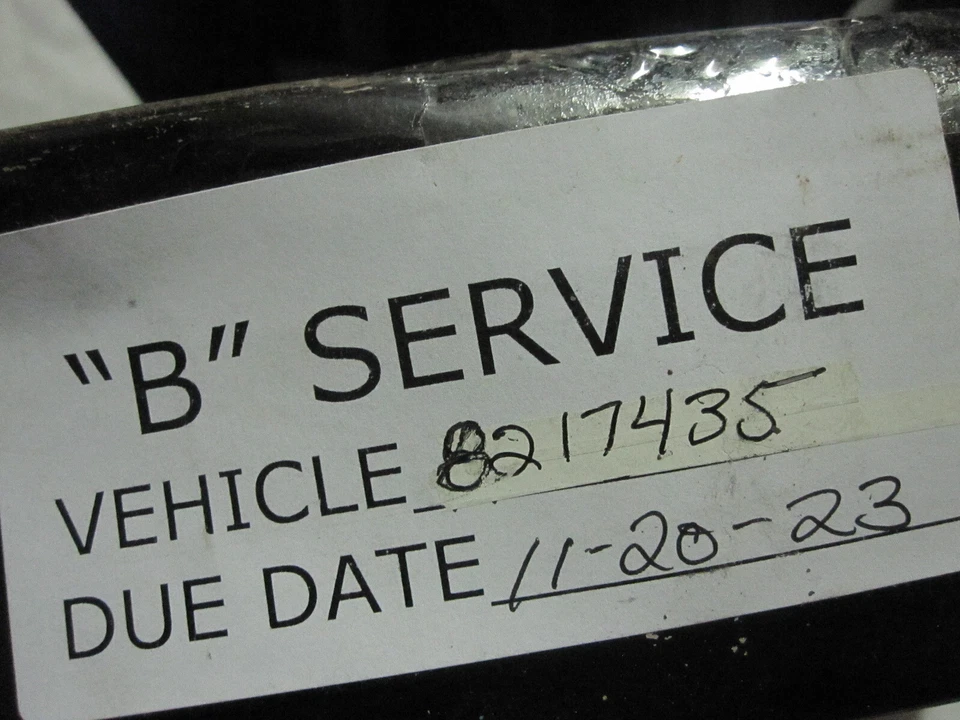 “B” SERVICE
VEHICLE 8217435
DUE DATE 11-20-23